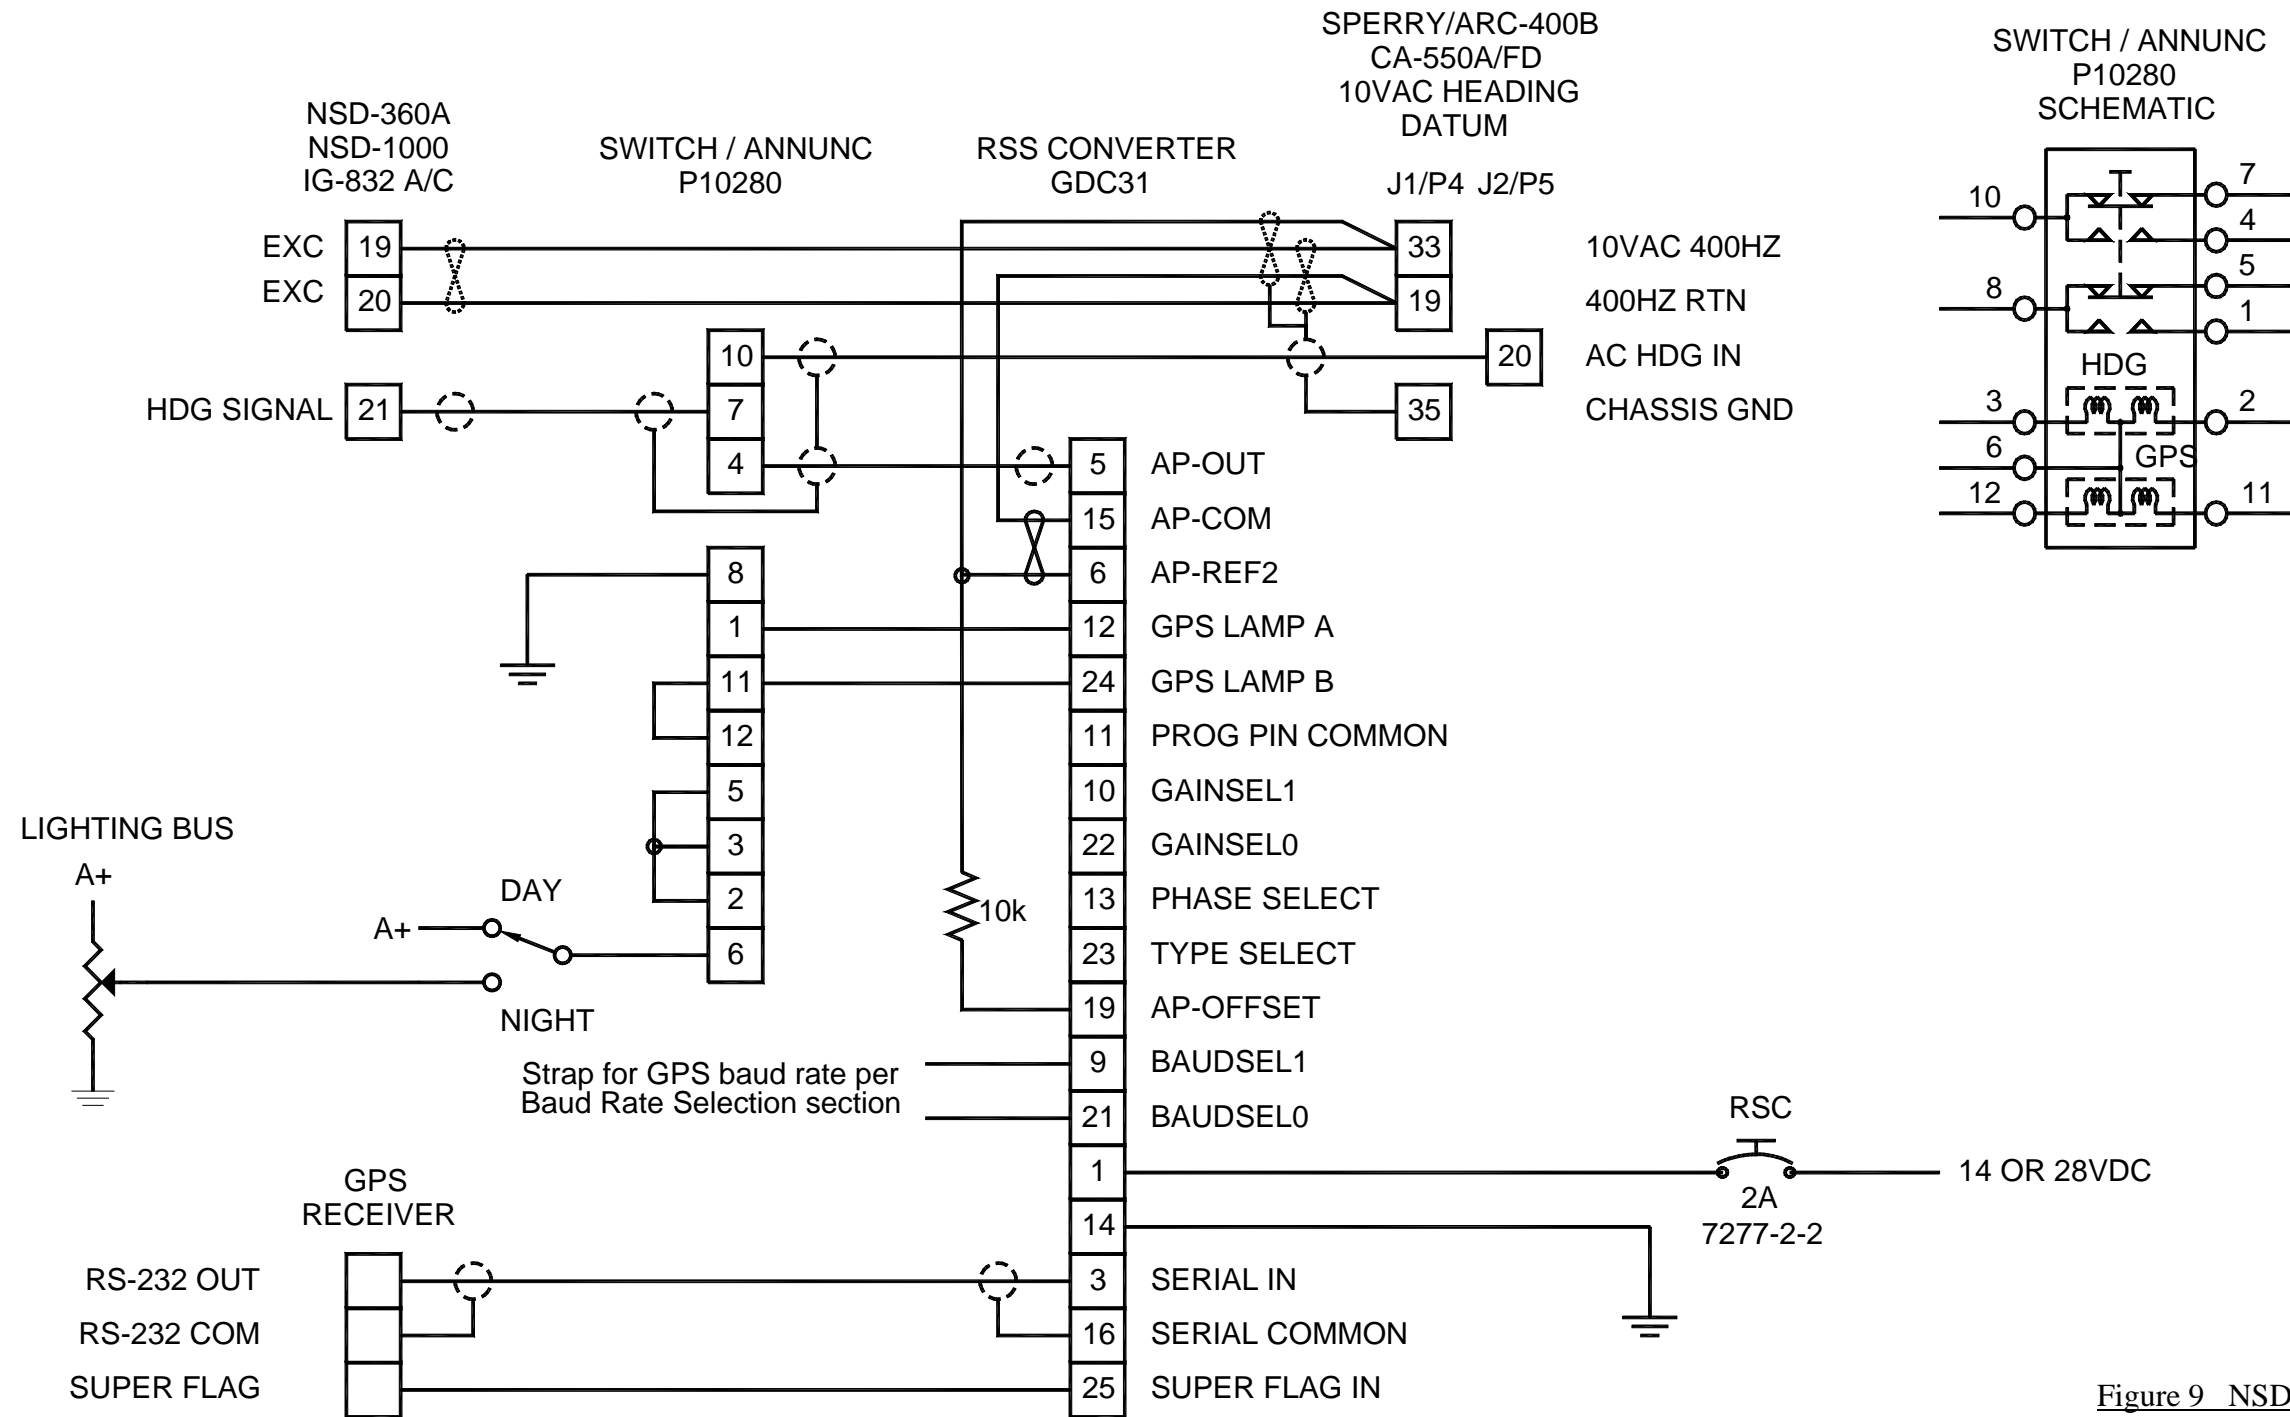 SPERRY/ARC-400B
CA-550A/FD
10VAC HEADING
DATUM
J1/P4 J2/P5
SWITCH / ANNUNC
P10280
SCHEMATIC
NSD-360A
NSD-1000
IG-832 A/C
SWITCH / ANNUNC
P10280
RSS CONVERTER
GDC31
10
7
4
8
5
1
HDG
3
2
6
GPS
12
11
EXC 19
33 10VAC 400HZ
EXC 20
19 400HZ RTN
10
20 AC HDG IN
HDG SIGNAL 21
7
35 CHASSIS GND
4
5 AP-OUT
15 AP-COM
8
6 AP-REF2
1
12 GPS LAMP A
11
24 GPS LAMP B
12
11 PROG PIN COMMON
5
10 GAINSEL1
3
22 GAINSEL0
2
13 PHASE SELECT
6
23 TYPE SELECT
10k
19 AP-OFFSET
LIGHTING BUS
A+
DAY
A+
NIGHT
Strap for GPS baud rate per
Baud Rate Selection section
9 BAUDSEL1
21 BAUDSEL0
1
RSC
2A
7277-2-2
14 OR 28VDC
14
GPS
RECEIVER
RS-232 OUT
3 SERIAL IN
RS-232 COM
16 SERIAL COMMON
SUPER FLAG
25 SUPER FLAG IN
Figure 9 NSD